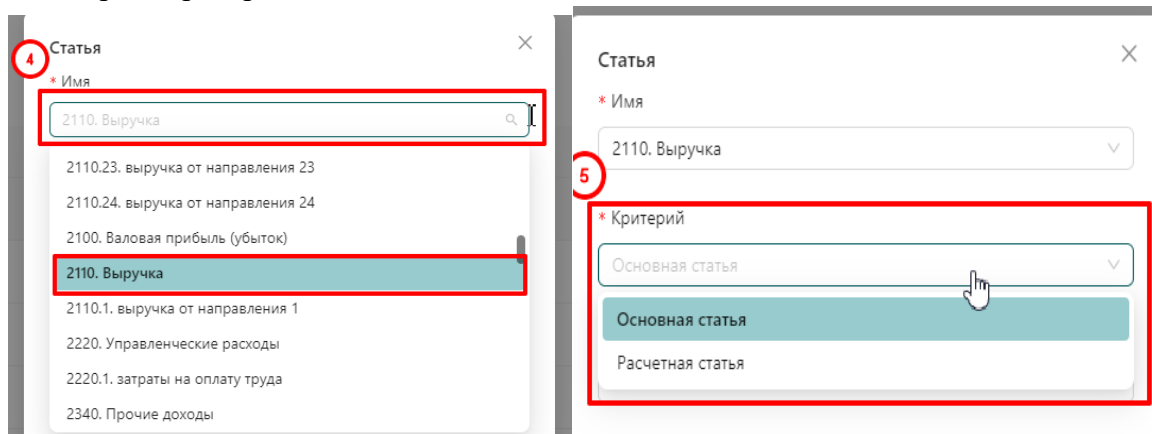 4
Статья
* Имя
2110. Выручка
2110.23. выручка от направления 23
2110.24. выручка от направления 24
2100. Валовая прибыль (убыток)
2110. Выручка
2110.1. выручка от направления 1
2220. Управленческие расходы
2220.1. затраты на оплату труда
2340. Прочие доходы
Статья
* Имя
2110. Выручка
5
* Критерий
Основная статья
Основная статья
Расчетная статья